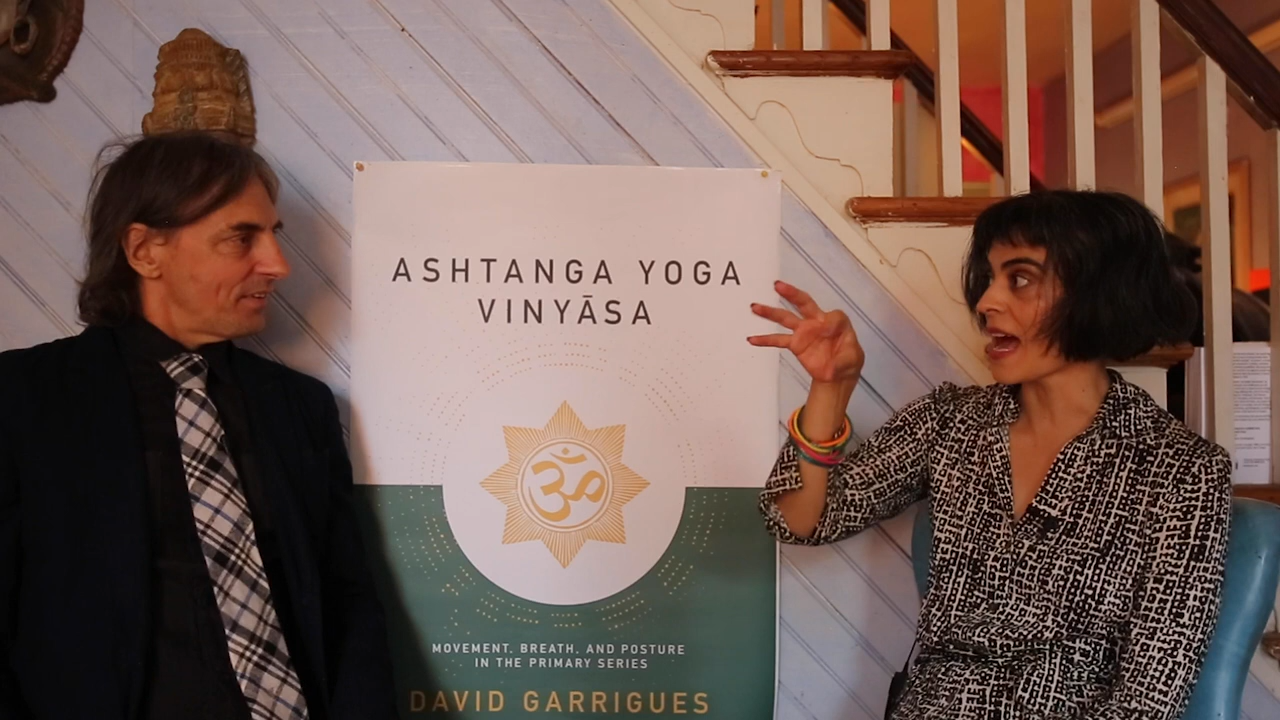 ASHTANGA YOGA
VINYĀSA
ॐ
MOVEMENT, BREATH, AND POSTURE
IN THE PRIMARY SERIES
DAVID GARRIGUES